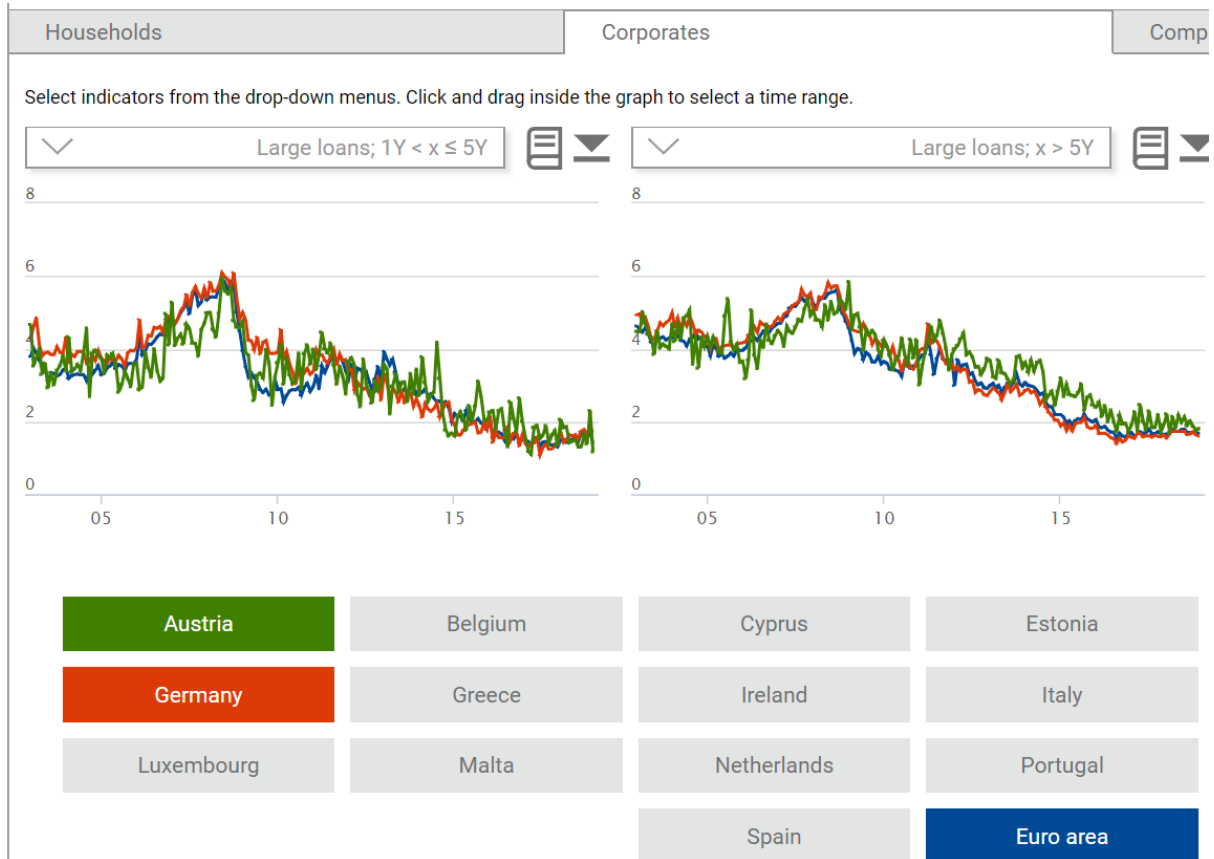 Households Corporates Comp
Select indicators from the drop-down menus. Click and drag inside the graph to select a time range.
Large loans; 1Y < x ≤ 5Y Large loans; x > 5Y
8 8
6 6
4 4
2 2
0 0
05 10 15 05 10 15
Austria Belgium Cyprus Estonia
Germany Greece Ireland Italy
Luxembourg Malta Netherlands Portugal
Spain Euro area